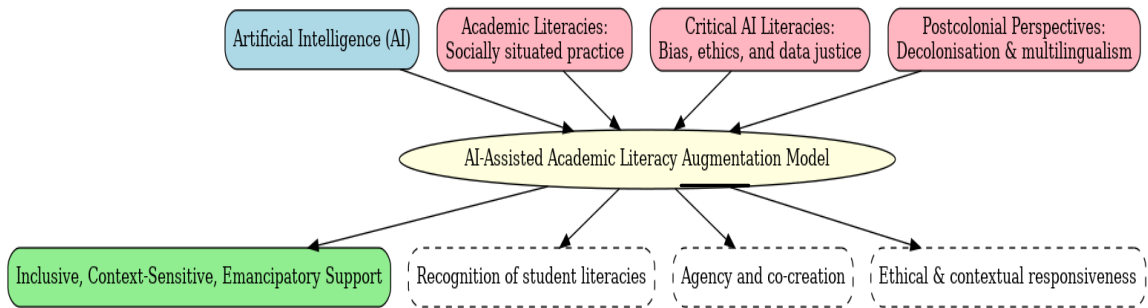 Artificial Intelligence (AI)
Academic Literacies:
Socially situated practice
Critical AI Literacies:
Bias, ethics, and data justice
Postcolonial Perspectives:
Decolonisation & multilingualism
AI-Assisted Academic Literacy Augmentation Model
Inclusive, Context-Sensitive, Emancipatory Support
Recognition of student literacies
Agency and co-creation
Ethical & contextual responsiveness